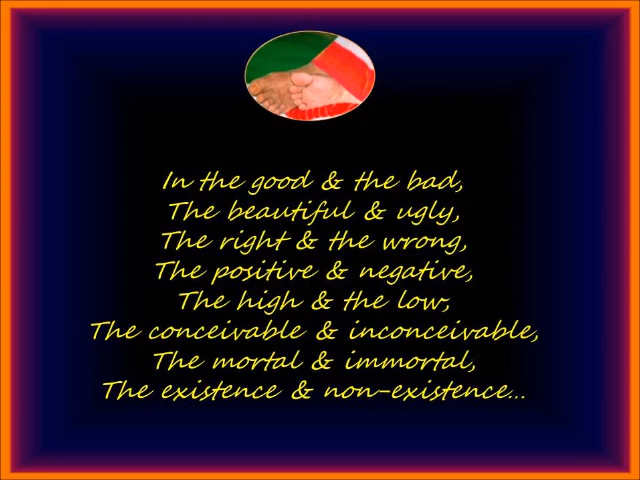 In the good & the bad,
The beautiful & ugly,
The right & the wrong,
The positive & negative,
The high & the low,
The conceivable & inconceivable,
The mortal & immortal,
The existence & non-existence...